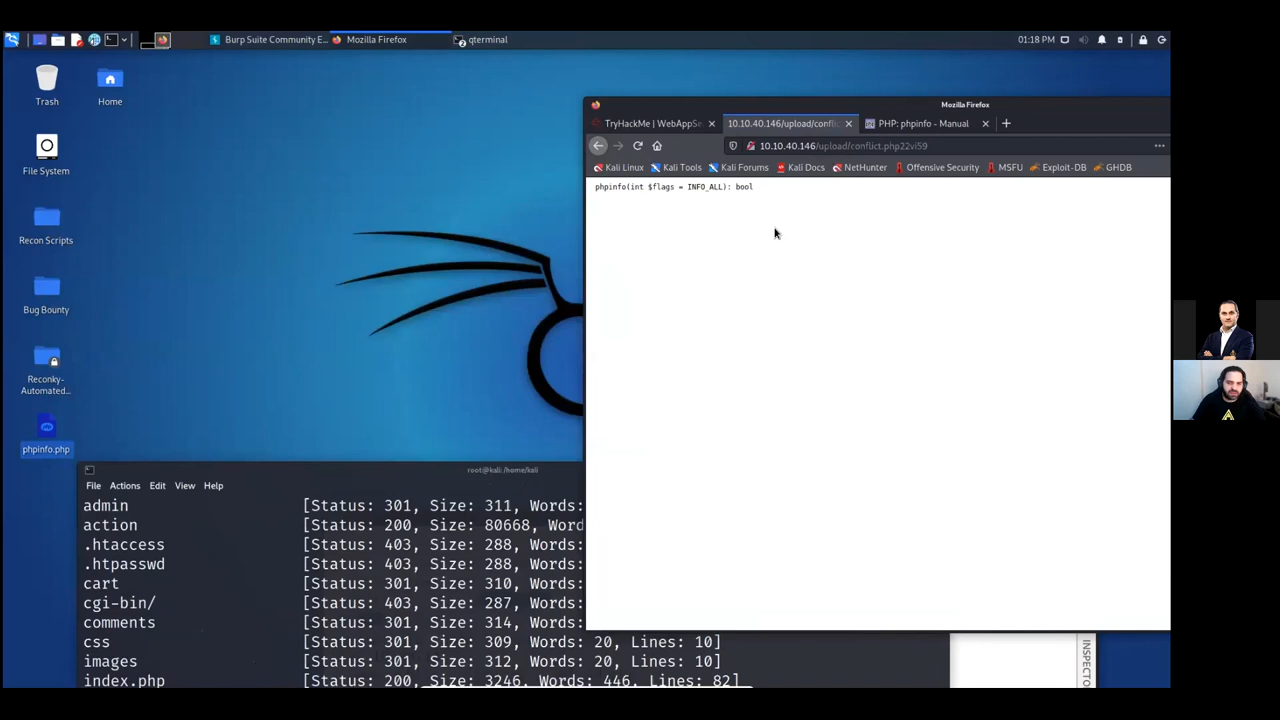 Burp Suite Community E...
Mozilla Firefox
qterminal
01:18 PM
Trash
Home
File System
Recon Scripts
Bug Bounty
Reconky-
Automated...
phpinfo.php
Mozilla Firefox
TryHackMe | WebAppSe
10.10.40.146/upload/confli
PHP: phpinfo - Manual
10.10.40.146/upload/conflict.php22vi59
Kali Linux
Kali Tools
Kali Forums
Kali Docs
NetHunter
Offensive Security
MSFU
Exploit-DB
GHDB
phpinfo(int $flags = INFO_ALL): bool
root@kali: /home/kali
File Actions Edit View Help
admin [Status: 301, Size: 311, Words:
action [Status: 200, Size: 80668, Word
.htaccess [Status: 403, Size: 288, Words:
.htpasswd [Status: 403, Size: 288, Words:
cart [Status: 301, Size: 310, Words:
cgi-bin/ [Status: 403, Size: 287, Words:
comments [Status: 301, Size: 314, Words:
css [Status: 301, Size: 309, Words: 20, Lines: 10]
images [Status: 301, Size: 312, Words: 20, Lines: 10]
index.php [Status: 200, Size: 3246, Words: 446, Lines: 82]
INSPECTO